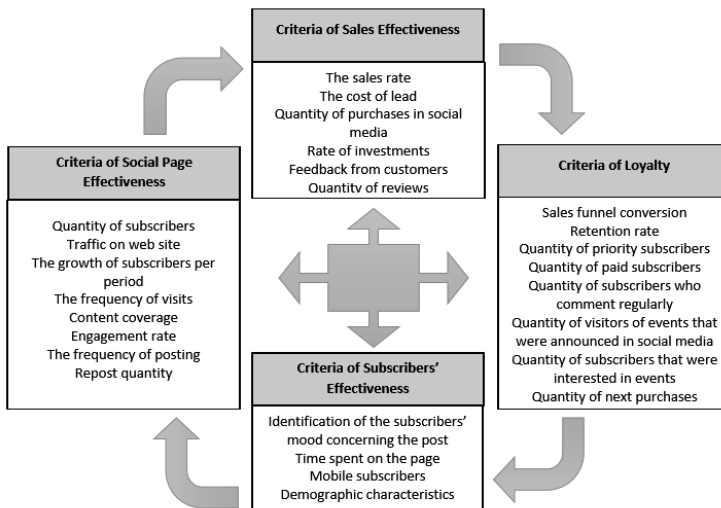 Criteria of Sales Effectiveness
The sales rate
The cost of lead
Quantity of purchases in social
media
Rate of investments
Feedback from customers
Quantity of reviews
Criteria of Social Page
Effectiveness
Quantity of subscribers
Traffic on web site
The growth of subscribers per
period
The frequency of visits
Content coverage
Engagement rate
The frequency of posting
Repost quantity
Criteria of Loyalty
Sales funnel conversion
Retention rate
Quantity of priority subscribers
Quantity of paid subscribers
Quantity of subscribers who
comment regularly
Quantity of visitors of events that
were announced in social media
Quantity of subscribers that were
interested in events
Quantity of next purchases
Criteria of Subscribers’
Effectiveness
Identification of the subscribers’
mood concerning the post
Time spent on the page
Mobile subscribers
Demographic characteristics